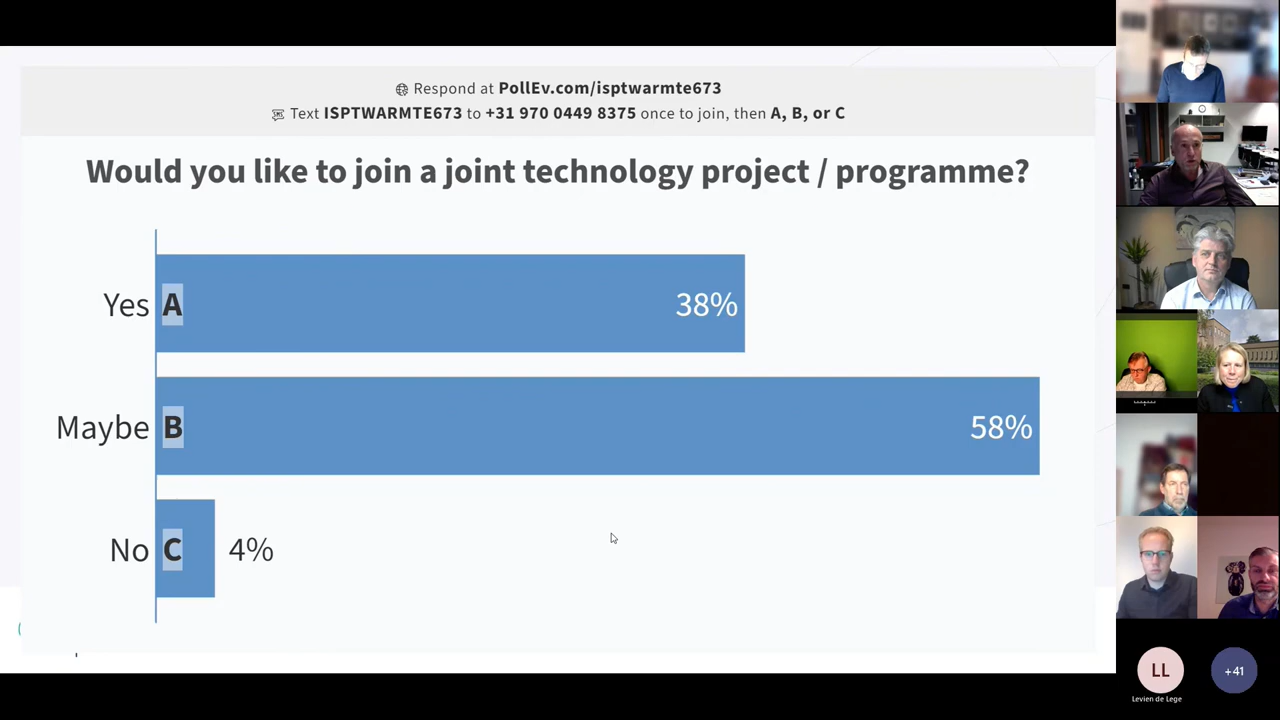 Respond at PollEv.com/isptwarmte673
Text ISPTWARMTE673 to +31 970 0449 8375 once to join, then A, B, or C
Would you like to join a joint technology project / programme?
Yes A 38%
Maybe B 58%
No C 4%
LL
+41
Levien de Lege